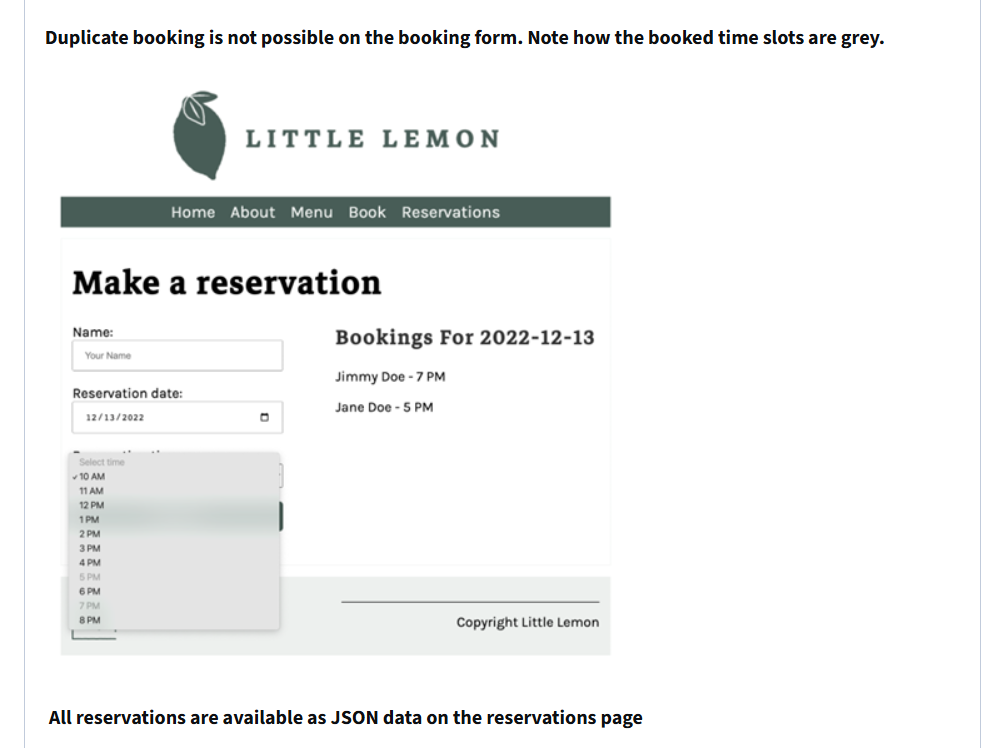 Duplicate booking is not possible on the booking form. Note how the booked time slots are grey.
LITTLE LEMON
Home About Menu Book Reservations
Make a reservation
Name:
Your Name
Reservation date:
12/13/2022
Select time
✓10 AM
11 AM
12 PM
1 PM
2 PM
3 PM
4 PM
5 PM
6 PM
7 PM
8 PM
Bookings For 2022-12-13
Jimmy Doe - 7 PM
Jane Doe - 5 PM
Copyright Little Lemon
All reservations are available as JSON data on the reservations page